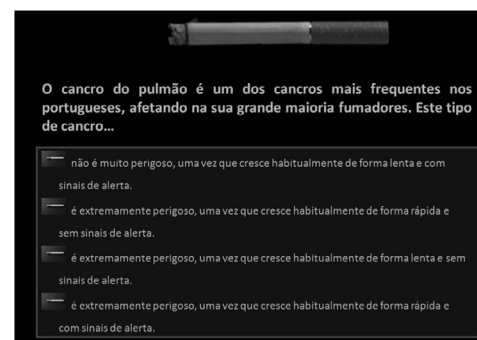 O cancro do pulmão é um dos cancros mais frequentes nos
portugueses, afetando na sua grande maioria fumadores. Este tipo
de cancro...
não é muito perigoso, uma vez que cresce habitualmente de forma lenta e com
sinais de alerta.
é extremamente perigoso, uma vez que cresce habitualmente de forma rápida e
sem sinais de alerta.
é extremamente perigoso, uma vez que cresce habitualmente de forma lenta e sem
sinais de alerta.
é extremamente perigoso, uma vez que cresce habitualmente de forma rápida e
com sinais de alerta.